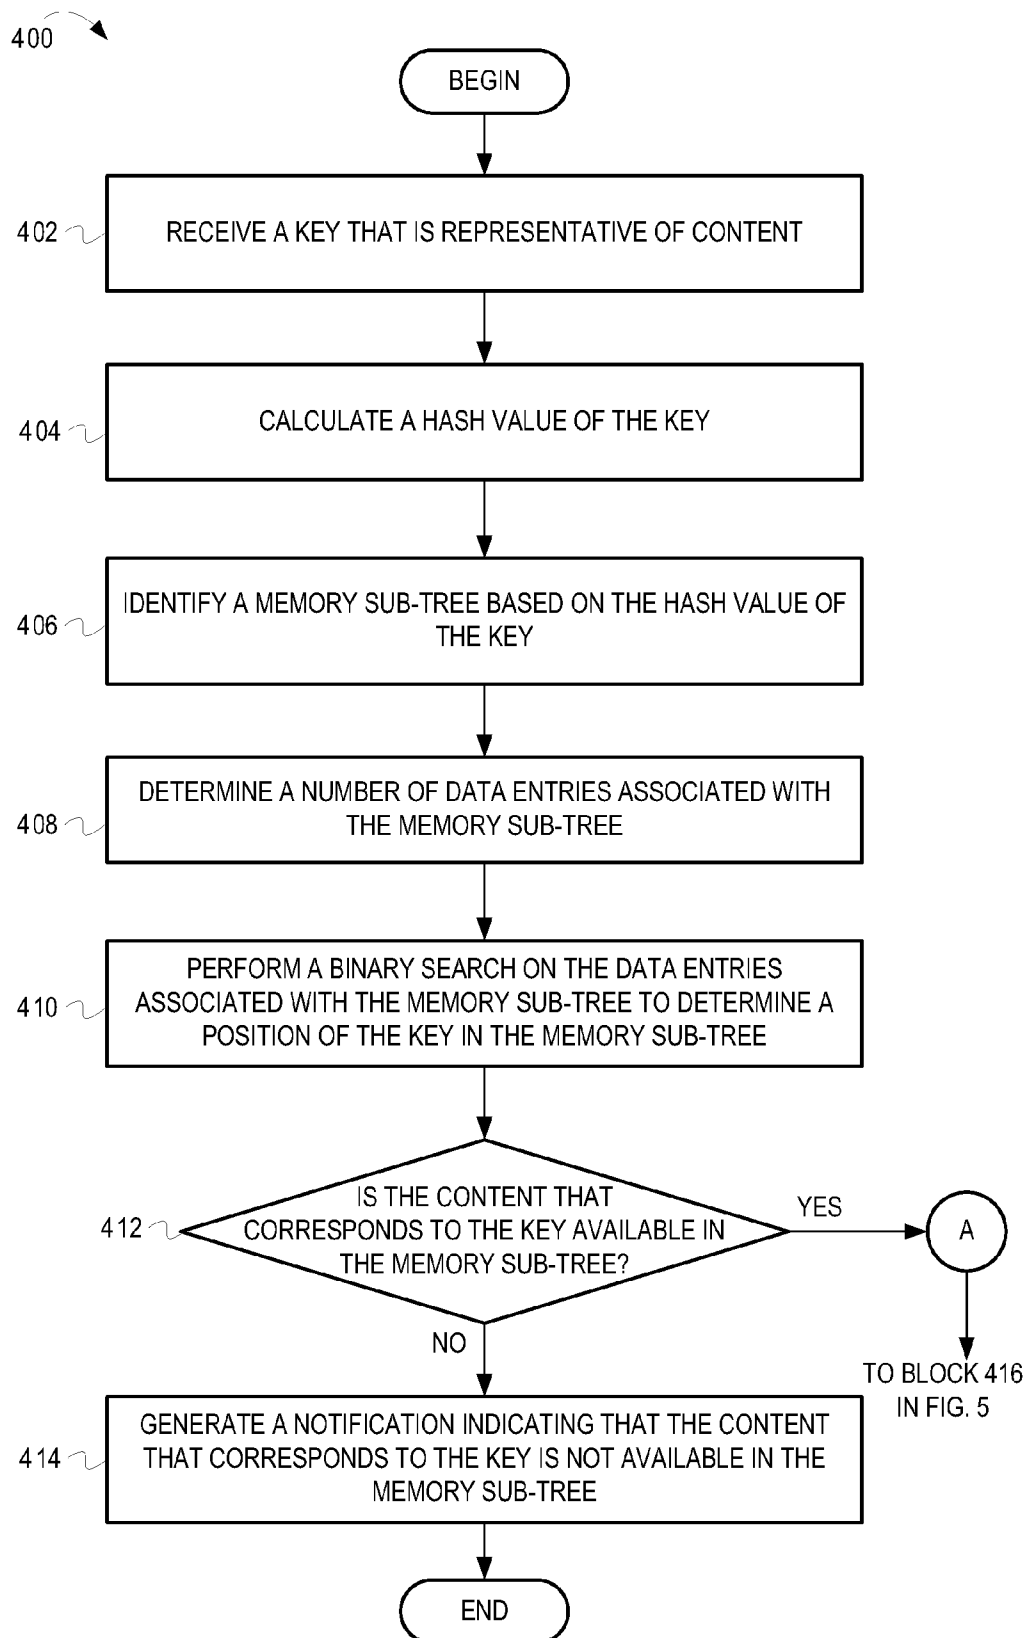 400
BEGIN
402
RECEIVE A KEY THAT IS REPRESENTATIVE OF CONTENT
404
CALCULATE A HASH VALUE OF THE KEY
406
IDENTIFY A MEMORY SUB-TREE BASED ON THE HASH VALUE OF
THE KEY
408
DETERMINE A NUMBER OF DATA ENTRIES ASSOCIATED WITH
THE MEMORY SUB-TREE
410
PERFORM A BINARY SEARCH ON THE DATA ENTRIES
ASSOCIATED WITH THE MEMORY SUB-TREE TO DETERMINE A
POSITION OF THE KEY IN THE MEMORY SUB-TREE
412
IS THE CONTENT THAT
CORRESPONDS TO THE KEY AVAILABLE IN
THE MEMORY SUB-TREE?
YES
A
TO BLOCK 416
IN FIG. 5
NO
414
GENERATE A NOTIFICATION INDICATING THAT THE CONTENT
THAT CORRESPONDS TO THE KEY IS NOT AVAILABLE IN THE
MEMORY SUB-TREE
END